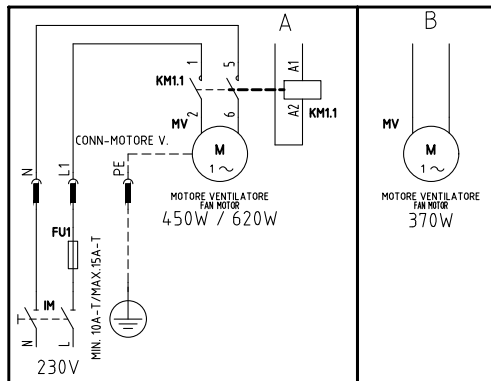 A
B
1
5
KM1.1
A1
A2
KM1.1
2
6
MV
CONN-MOTORE V.
M
1~
MV
M
1~
N
L1
PE
MOTORE VENTILATORE
FAN MOTOR
450W / 620W
MOTORE VENTILATORE
FAN MOTOR
370W
FU1
MIN. 10A-T/MAX.15A-T
IM
N
L
230V